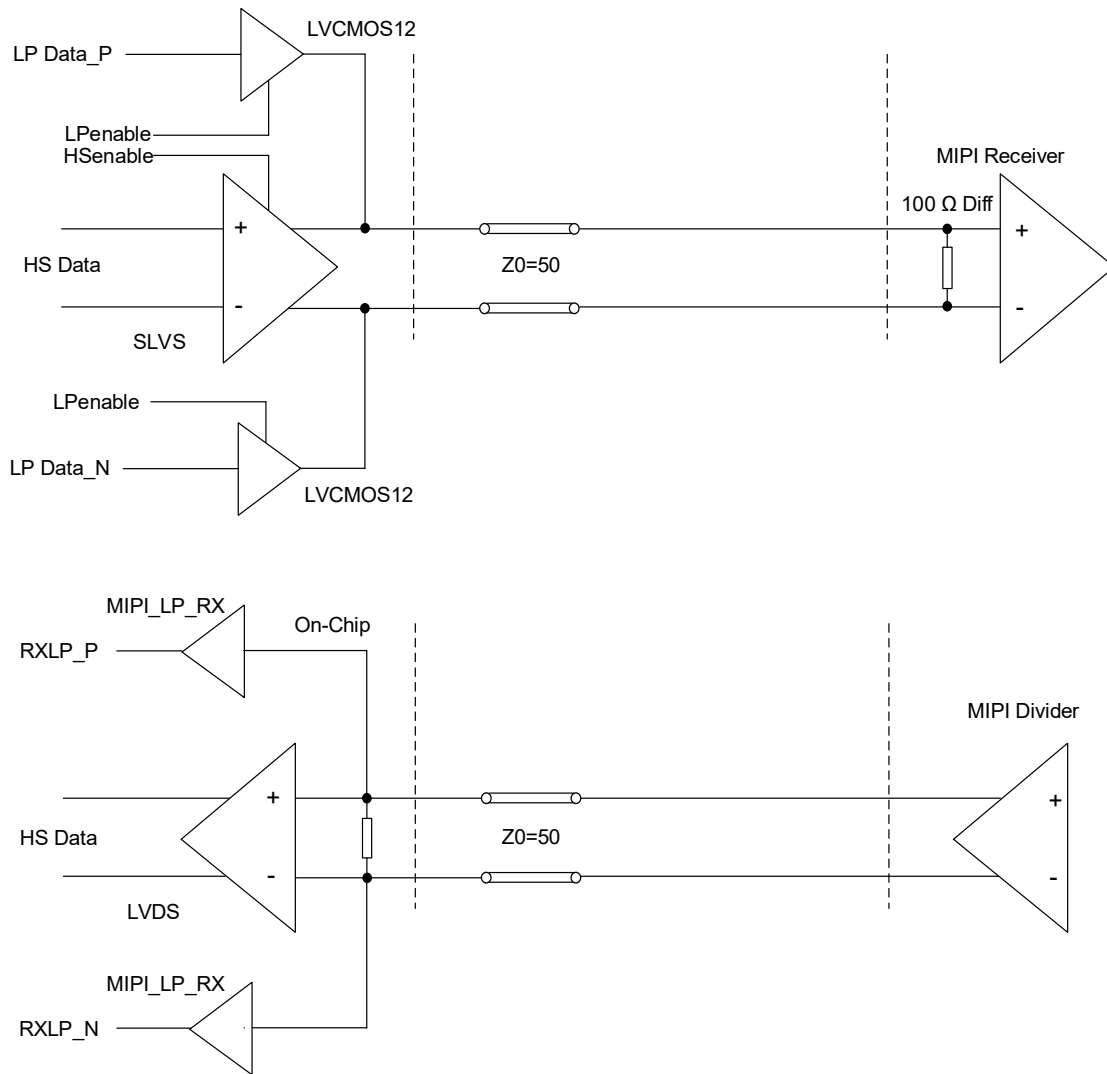 LVCMOS12
LP Data_P
LPenable
HSenable
MIPI Receiver
100 Ω Diff
+
+
HS Data
Z0=50
-
-
SLVS
LPenable
LP Data_N
LVCMOS12
MIPI_LP_RX
On-Chip
RXLP_P
MIPI Divider
+
+
HS Data
Z0=50
-
-
LVDS
MIPI_LP_RX
RXLP_N